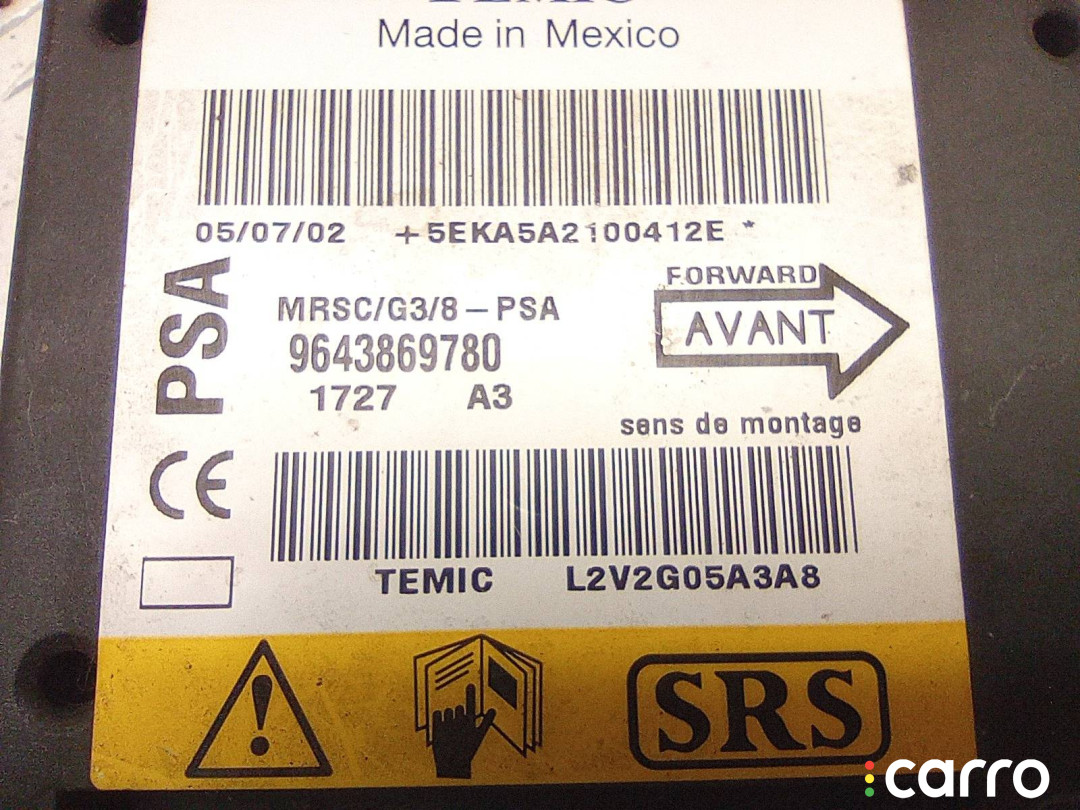 TEMIC
Made in Mexico
05/07/02 +5EKA5A2100412E *
PSA
MRSC/G3/8-PSA
9643869780
1727 A3
FORWARD
AVANT
sens de montage
CE
TEMIC L2V2G05A3A8
SRS
carro